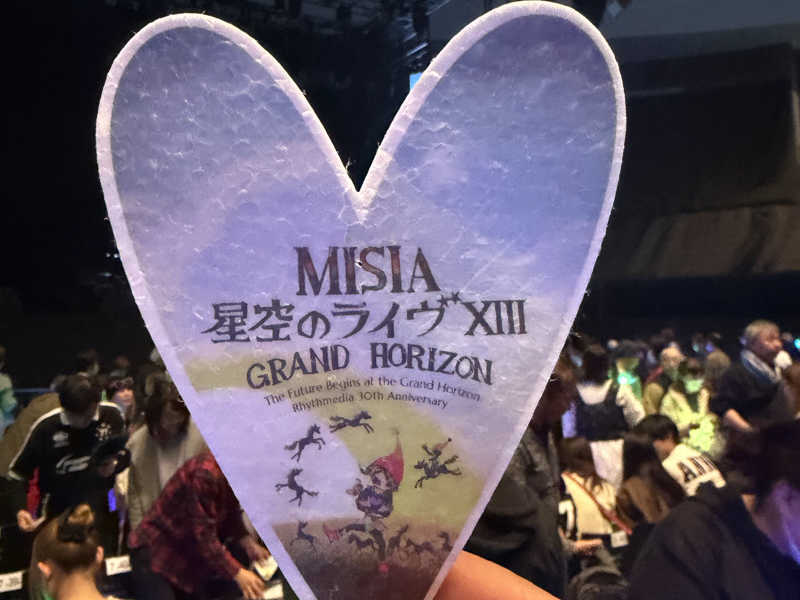 MISIA
星空のライヴⅩⅢ
GRAND HORIZON
The Future Begins at the Grand Horizon
Rhythmedia 30th Anniversary